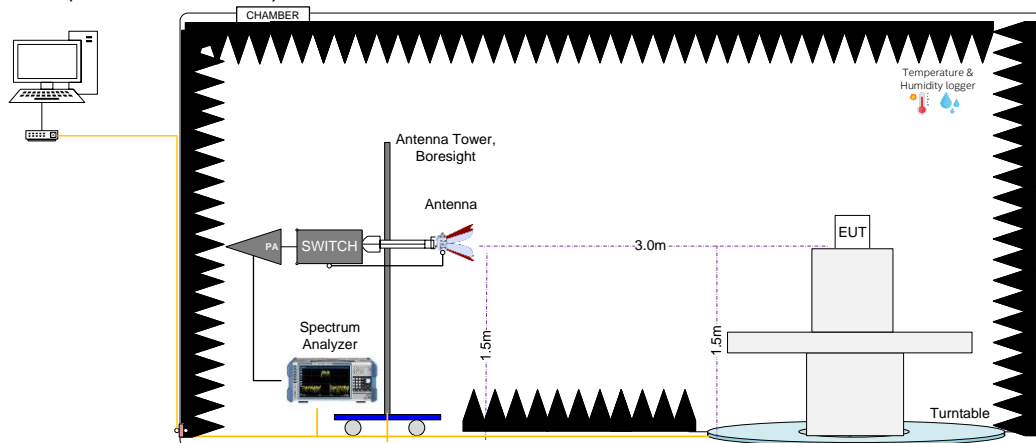 CHAMBER
Temperature &
Humidity logger
Antenna Tower,
Boresight
Antenna
PA
SWITCH
3.0m
EUT
1.5m
1.5m
Spectrum
Analyzer
Turntable